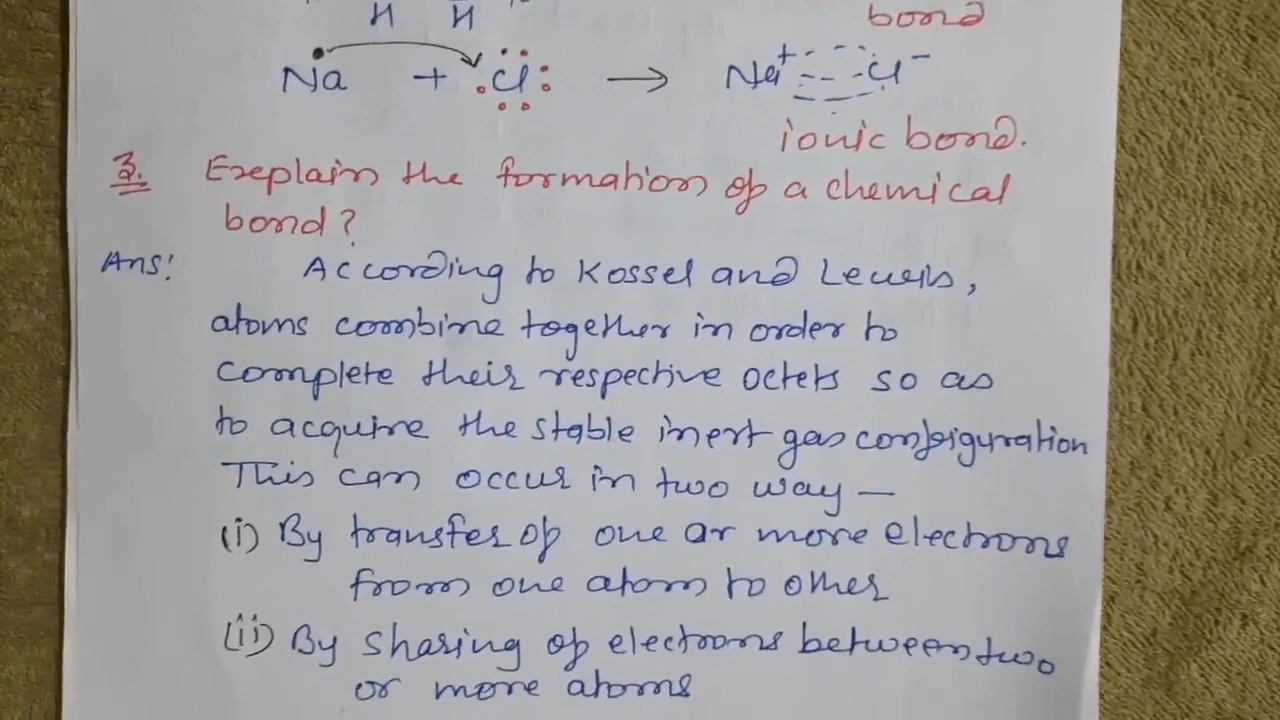 H H
bond
Na + Cl → Na+ Cl-
ionic bond.
3. Explain the formation of a chemical
bond?
Ans! According to Kossel and Lewis,
atoms combine together in order to
complete their respective octets so as
to acquire the stable inert gas configuration
This can occur in two way —
(i) By transfer of one or more electrons
from one atom to other
(ii) By sharing of electrons between two
or more atoms